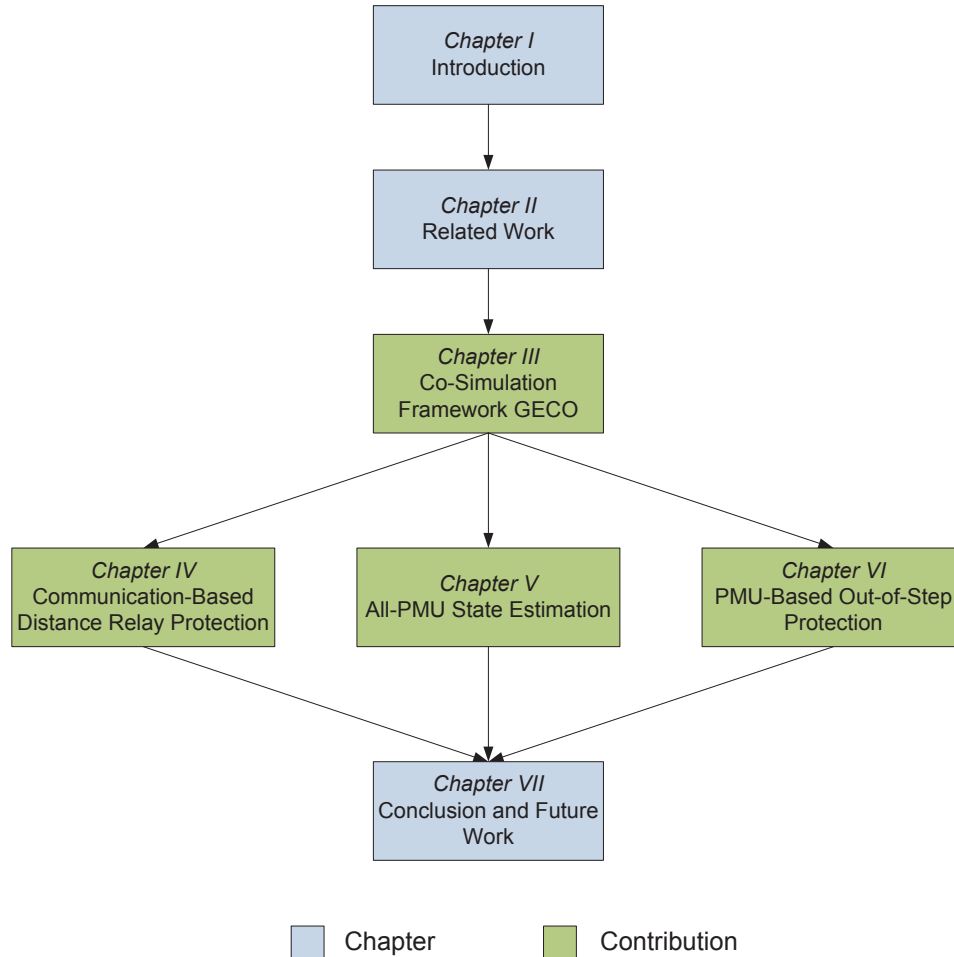 Chapter I
Introduction
Chapter II
Related Work
Chapter III
Co-Simulation
Framework GECO
Chapter IV
Communication-Based
Distance Relay Protection
Chapter V
All-PMU State Estimation
Chapter VI
PMU-Based Out-of-Step
Protection
Chapter VII
Conclusion and Future
Work
Chapter
Contribution